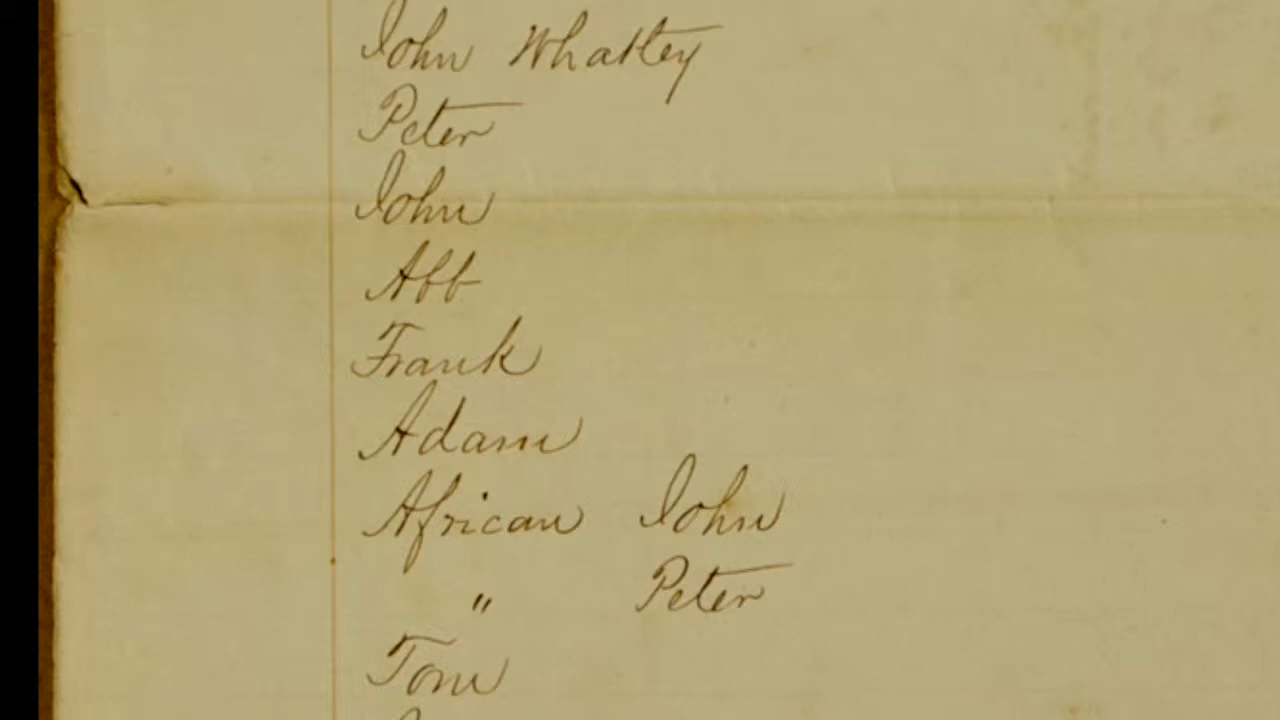 John Whatley
Peter
John
Abb
Frank
Adam
African John
" Peter
Tom